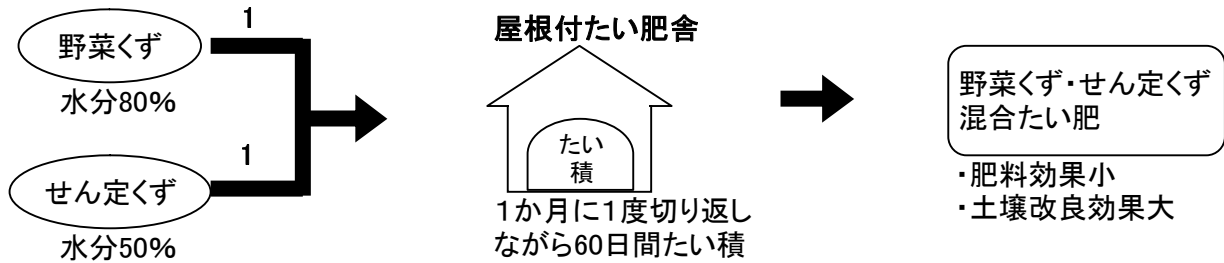 1
野菜くず
水分80%
1
せん定くず
水分50%
屋根付たい肥舎
たい
積
1か月に1度切り返し
ながら60日間たい積
野菜くず・せん定くず
混合たい肥
・肥料効果小
・土壌改良効果大